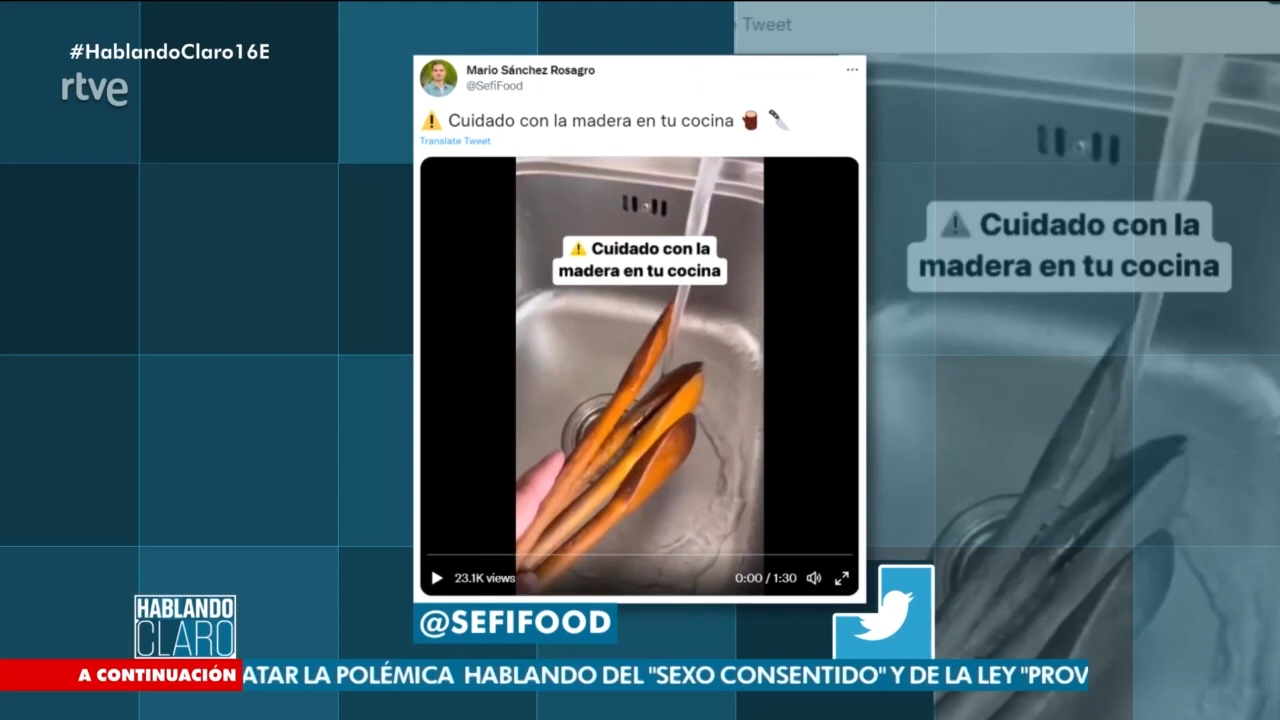 #HablandoClaro16E
rtve
Tweet
Mario Sánchez Rosagro
@SefiFood
⚠️ Cuidado con la madera en tu cocina
Translate Tweet
⚠️ Cuidado con la
madera en tu cocina
⚠️ Cuidado con la
madera en tu cocina
23.1K views
0:00 / 1:30
@SEFIFOOD
HABLANDO
CLARO
A CONTINUACIÓN
ATAR LA POLÉMICA HABLANDO DEL "SEXO CONSENTIDO" Y DE LA LEY "PROV